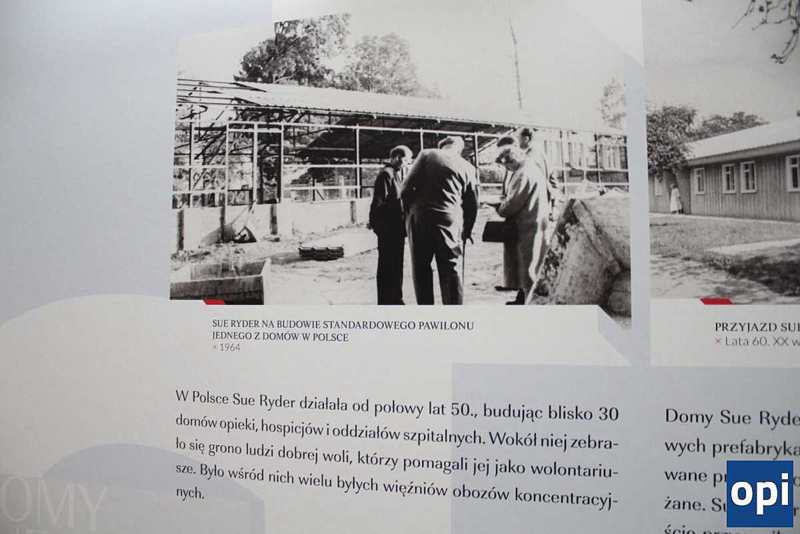 SUE RYDER NA BUDOWIE STANDARDOWEGO PAWILONU
JEDNEGO Z DOMÓW W POLSCE
× 1964
W Polsce Sue Ryder działała od połowy lat 50., budując blisko 30
domów opieki, hospicjów i oddziałów szpitalnych. Wokół niej zebra-
ło się grono ludzi dobrej woli, którzy pomagali jej jako wolontariu-
sze. Było wśród nich wielu byłych więźniów obozów koncentracyj-
nych.
PRZYJAZD
× Lata 60. XX w
Domy Sue Ryde
wych prefabryka
wane
żane.
OMY
opi